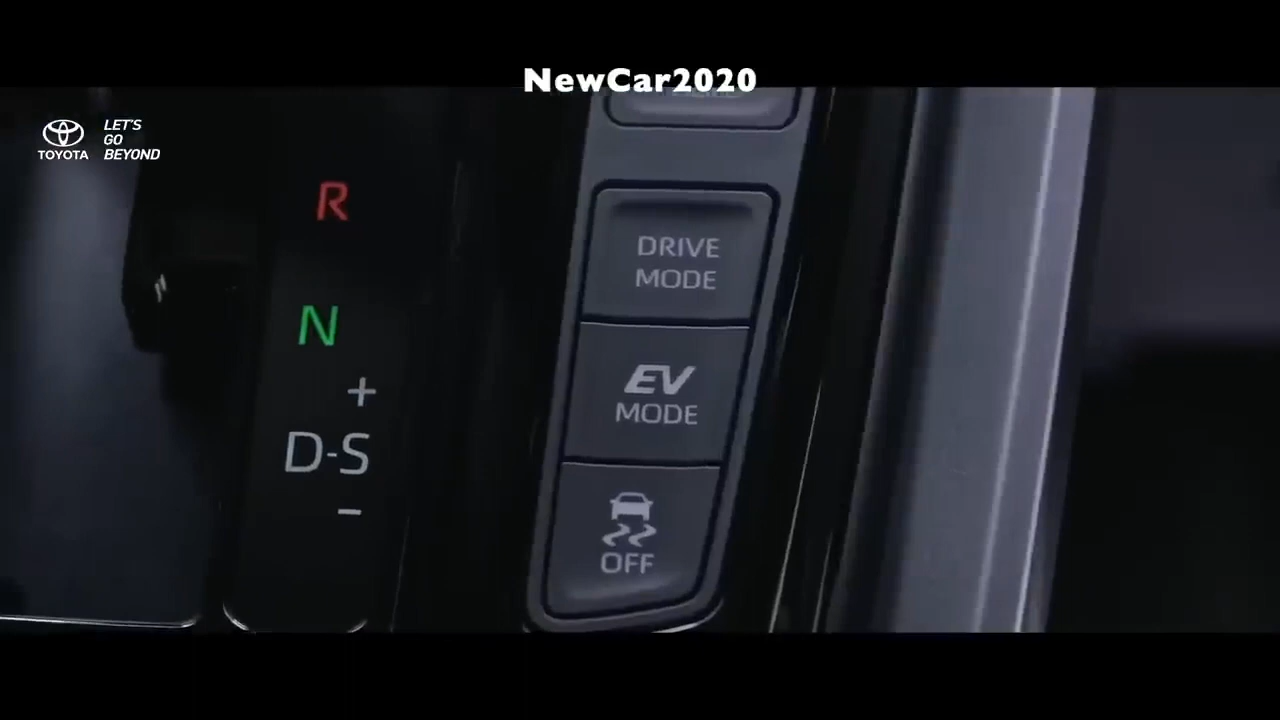 NewCar2020
TOYOTA
LET'S
GO
BEYOND
R
N
+
D-S
−
DRIVE
MODE
EV
MODE
OFF